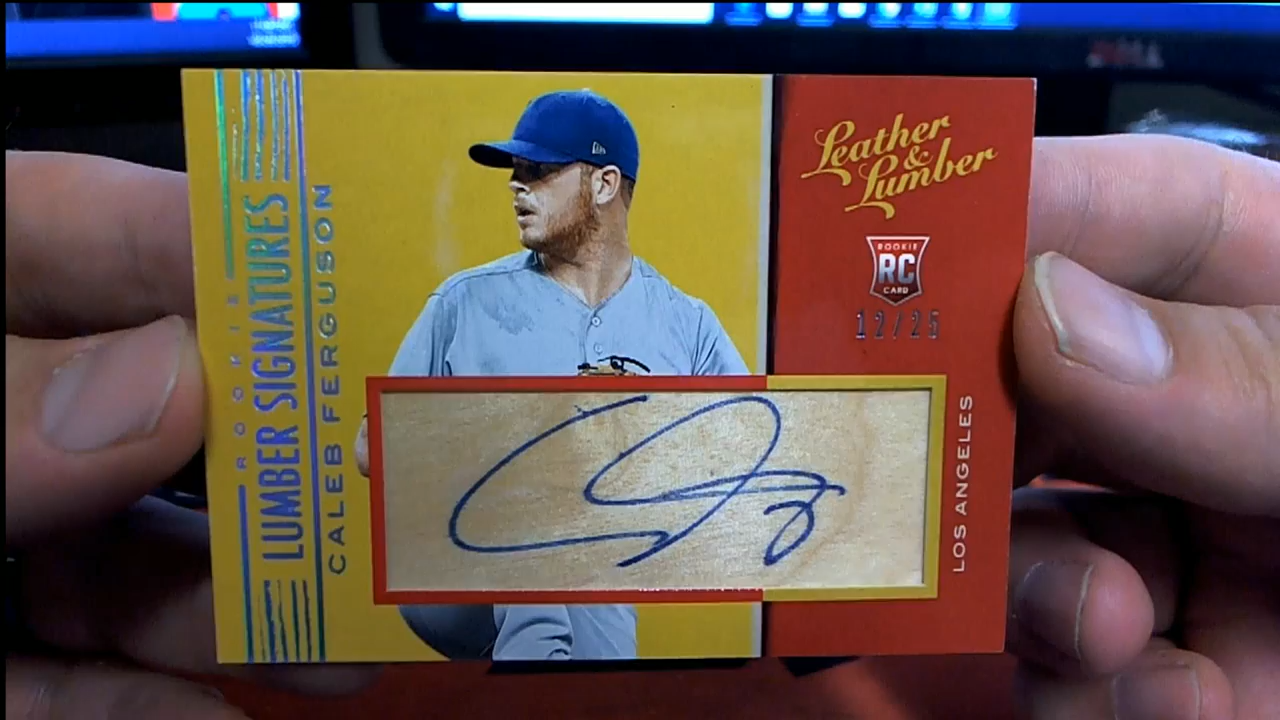 ROOKIE
LUMBER SIGNATURES
CALEB FERGUSON
Leather
&
Lumber
ROOKIE
RC
CARD
12/25
LOS ANGELES